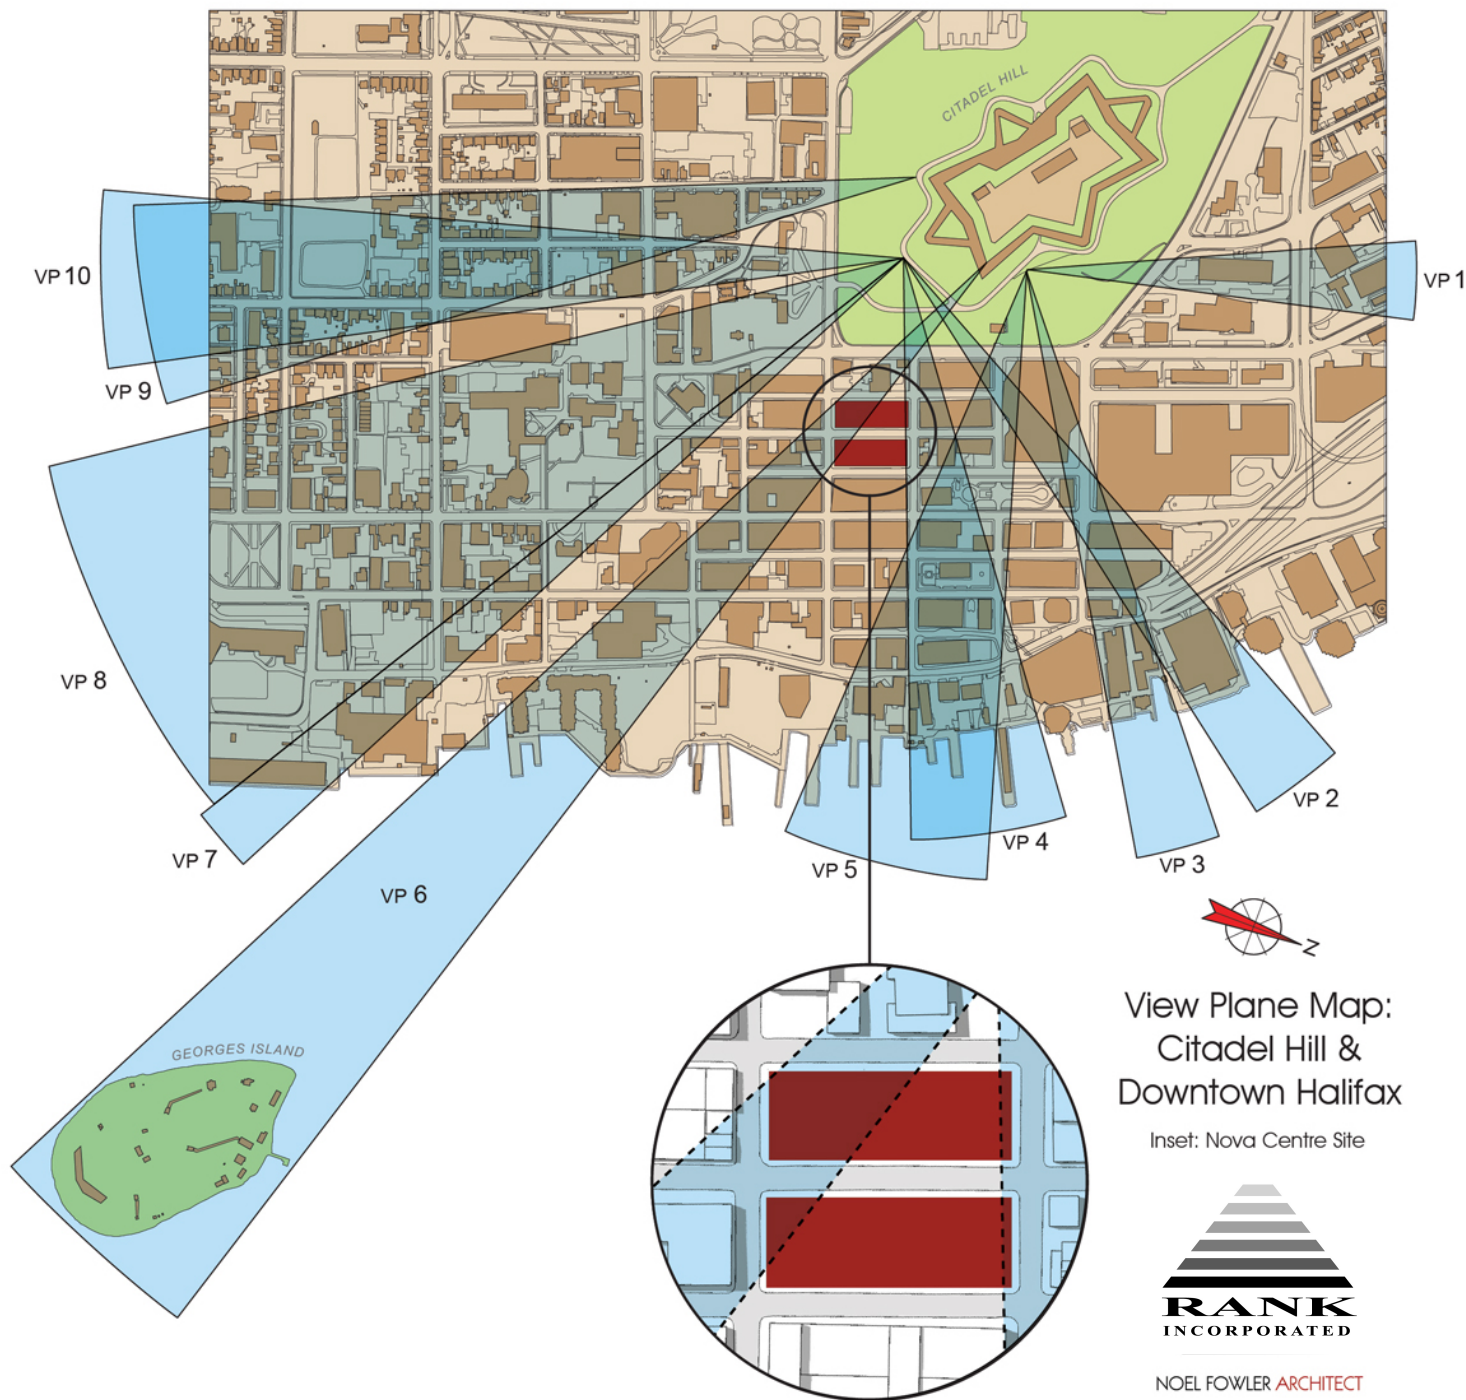 CITADEL HILL
VP 10
VP 1
VP 9
VP 8
VP 2
VP 4
VP 7
VP 5
VP 3
VP 6
N
View Plane Map:
Citadel Hill &
Downtown Halifax
Inset: Nova Centre Site
GEORGES ISLAND
RANK
INCORPORATED
NOEL FOWLER ARCHITECT